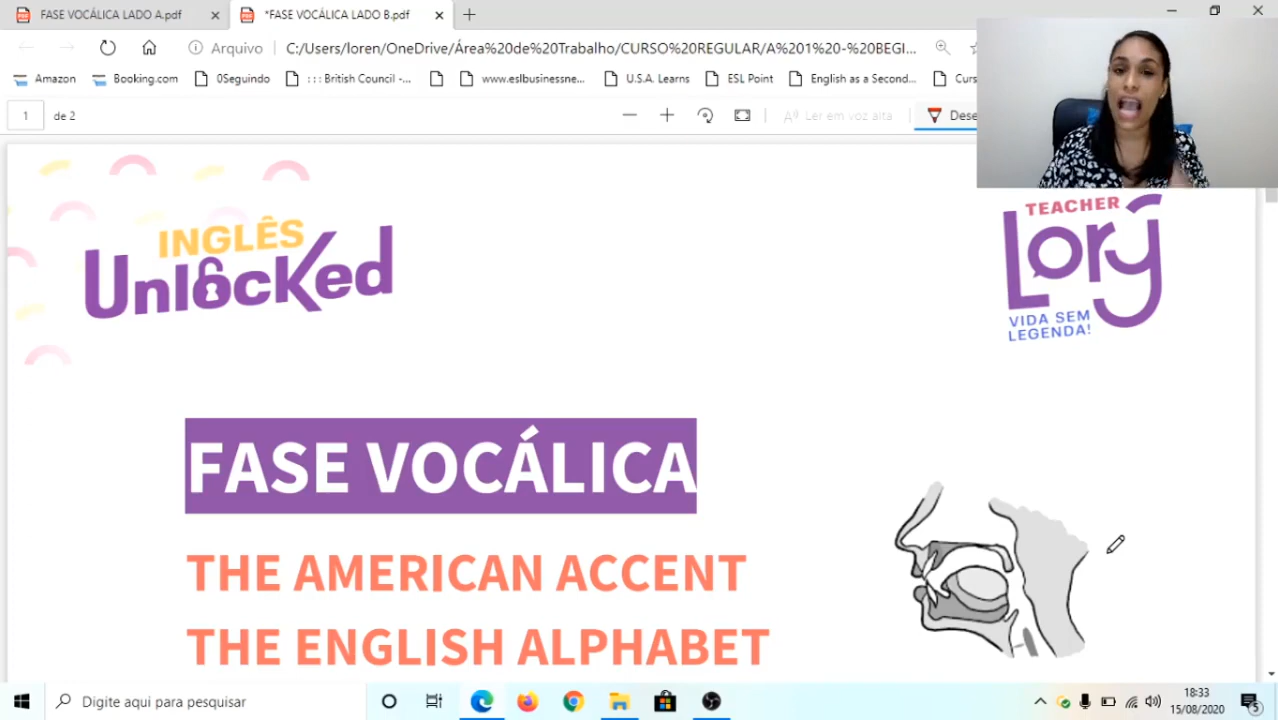 FASE VOCÁLICA LADO A.pdf
*FASE VOCÁLICA LADO B.pdf
Arquivo
C:/Users/loren/OneDrive/Área%20de%20Trabalho/CURSO%20REGULAR/A%201%20-%20BEGI...
Amazon
Booking.com
0Seguindo
: : : British Council -...
www.eslbusinessne...
U.S.A. Learns
ESL Point
English as a Second...
Curs
1
de 2
Ler em voz alta
Dese
INGLÊS
UnlocKed
TEACHER
Lory
VIDA SEM
LEGENDA!
FASE VOCÁLICA
THE AMERICAN ACCENT
THE ENGLISH ALPHABET
Digite aqui para pesquisar
18:33
15/08/2020
5